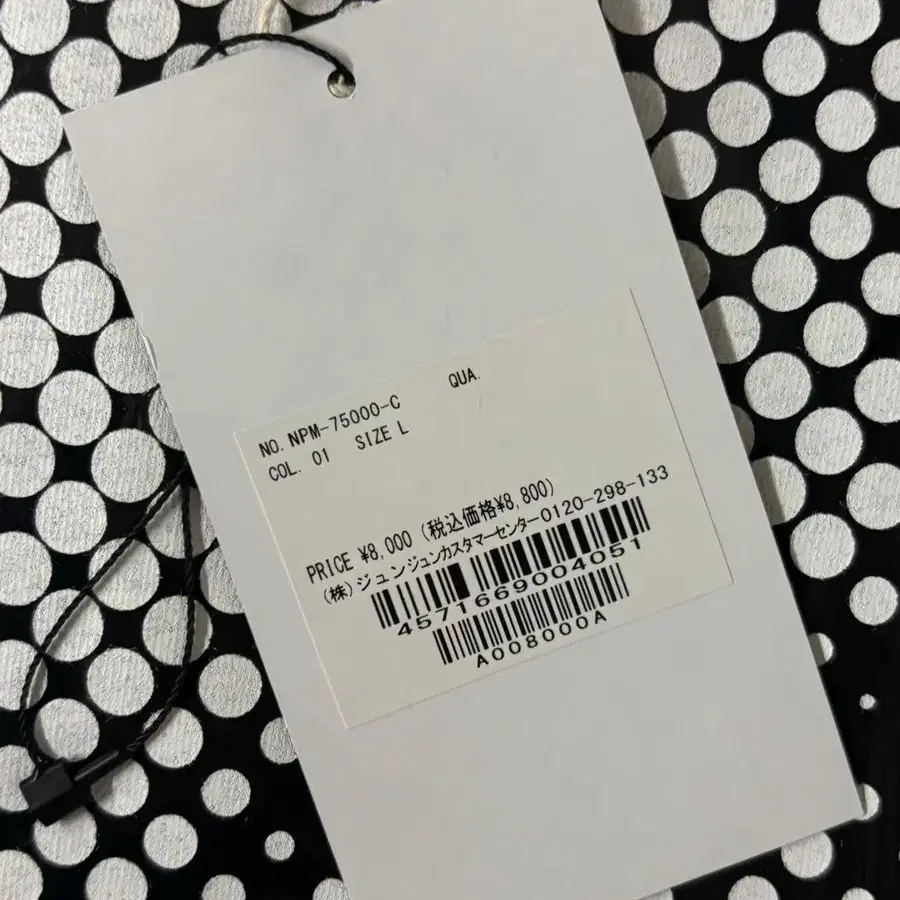 NO. NPM-75000-C QUA.
COL. 01 SIZE L
PRICE ¥8,000 (税込価格¥8,800)
(株)ジュンジュンカスタマーセンター0120-298-133
4571669004051
A008000A